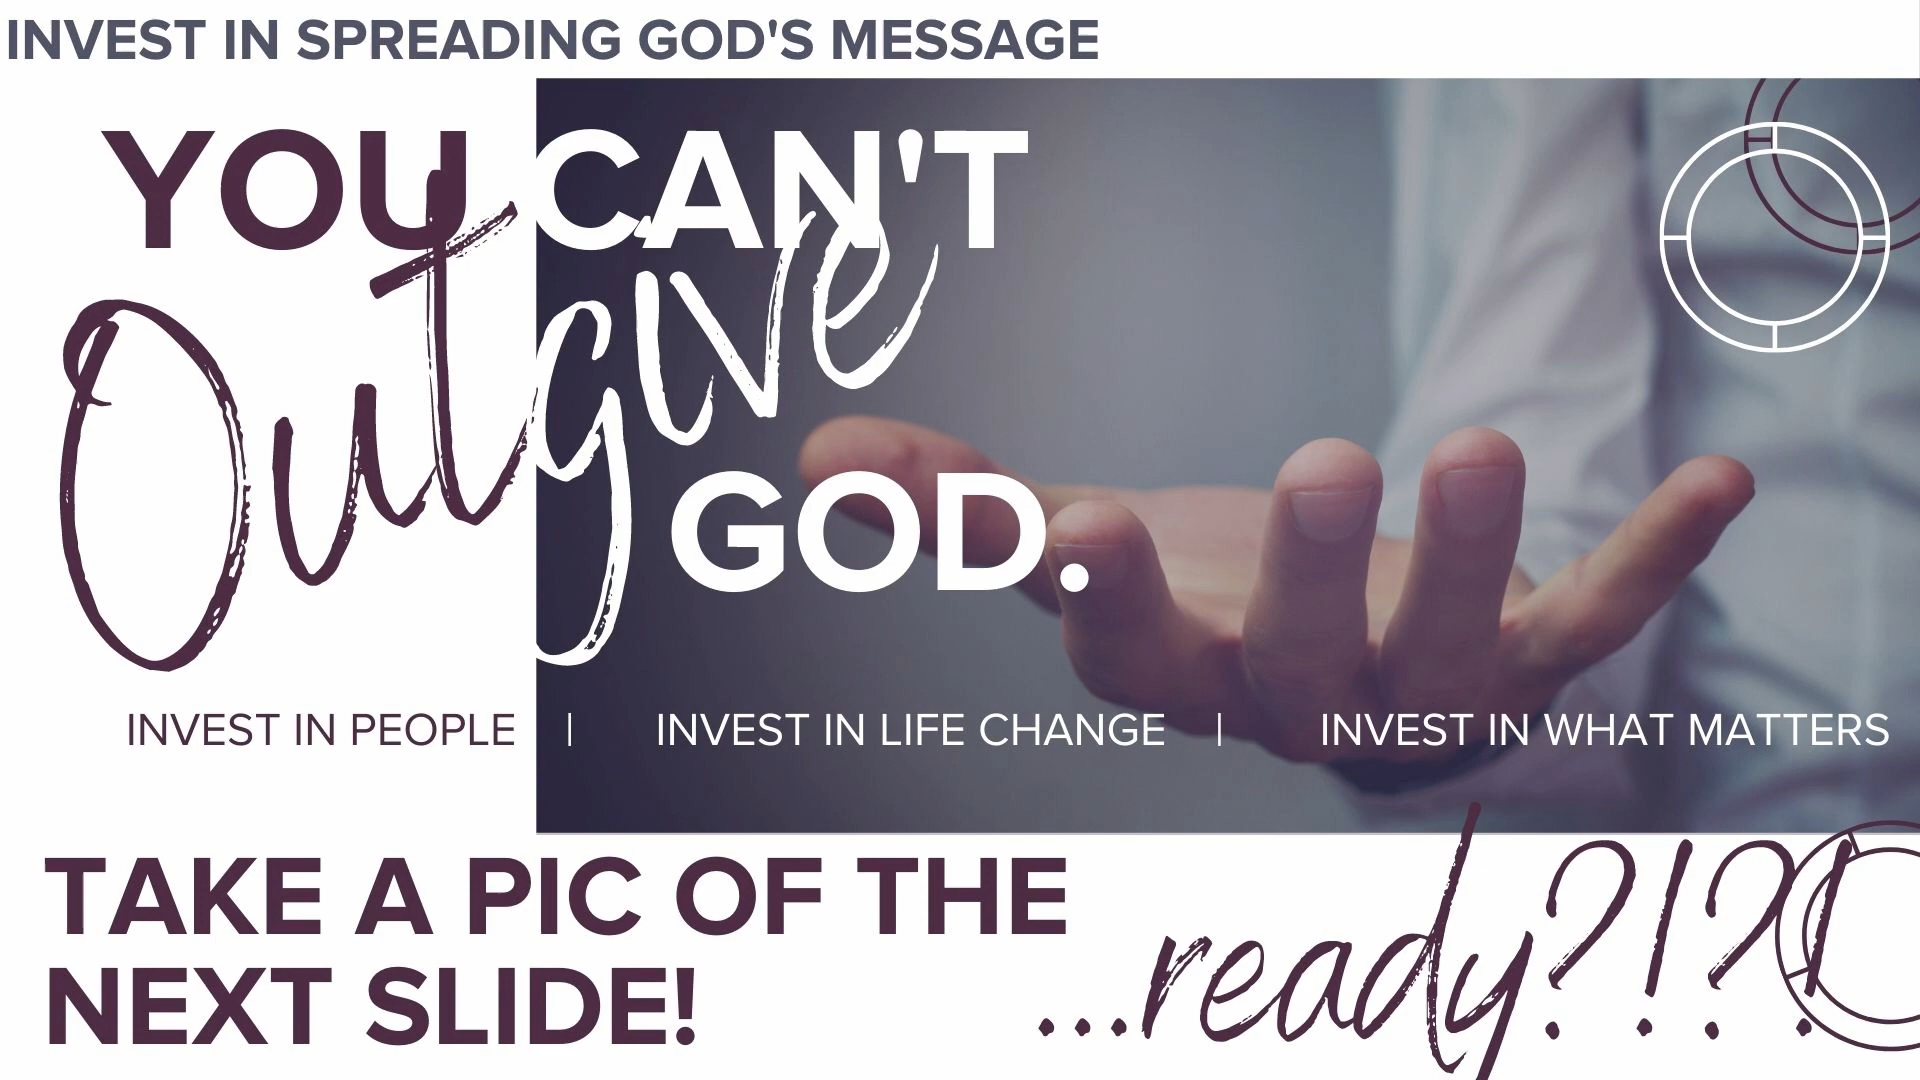 INVEST IN SPREADING GOD'S MESSAGE
YOU CAN'T
Outgive
GOD.
INVEST IN PEOPLE | INVEST IN LIFE CHANGE | INVEST IN WHAT MATTERS
TAKE A PIC OF THE
NEXT SLIDE!
...ready?!?!